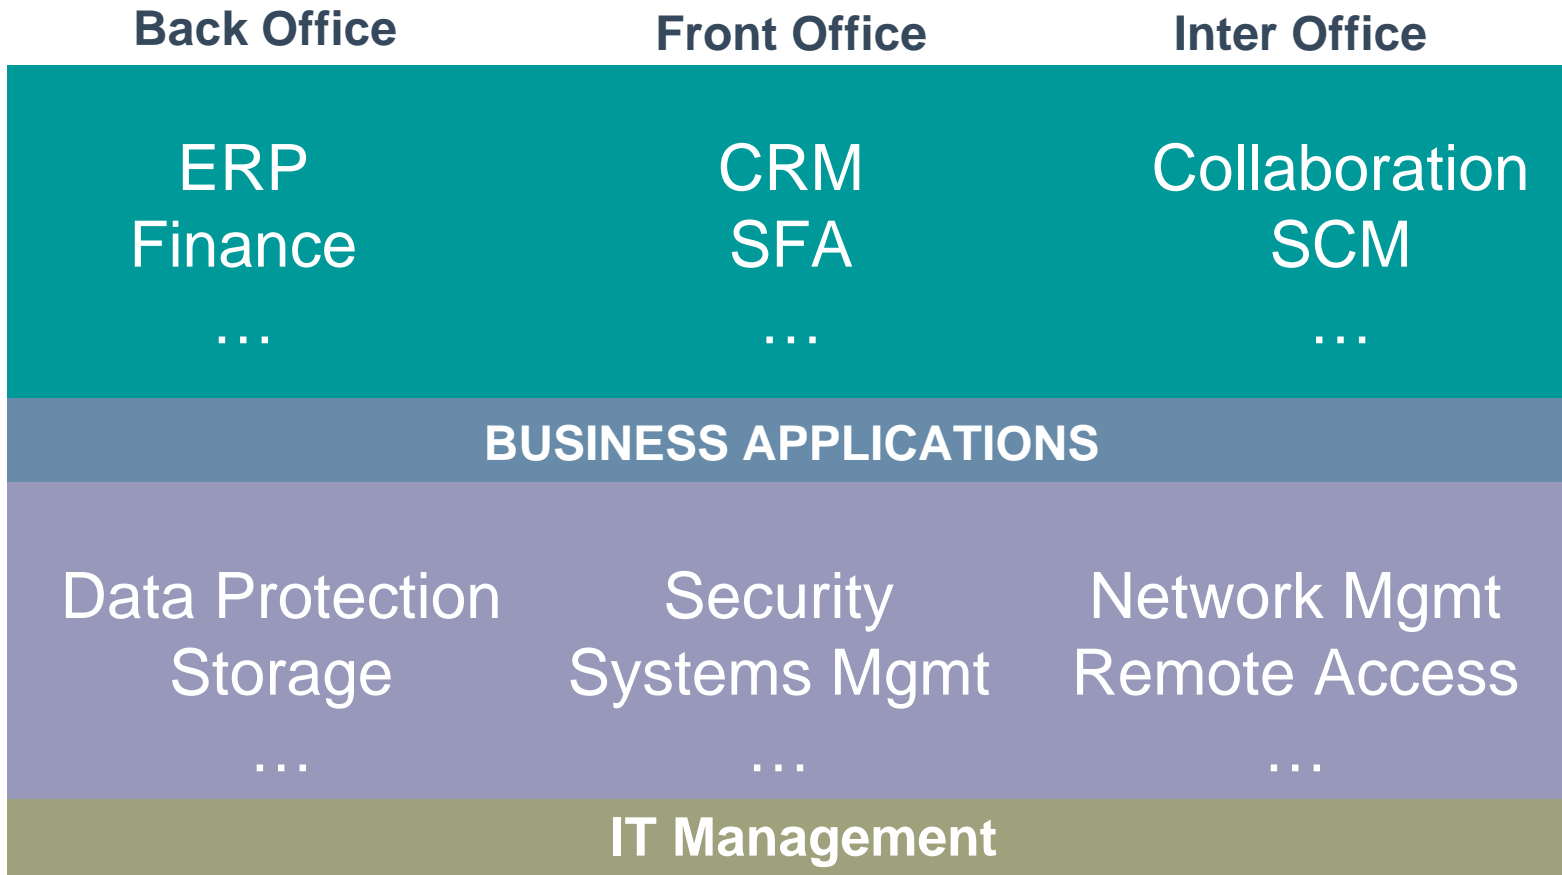 Back Office Front Office Inter Office
ERP CRM Collaboration
Finance SFA SCM
… … …
BUSINESS APPLICATIONS
Data Protection Security Network Mgmt
Storage Systems Mgmt Remote Access
… … …
IT Management